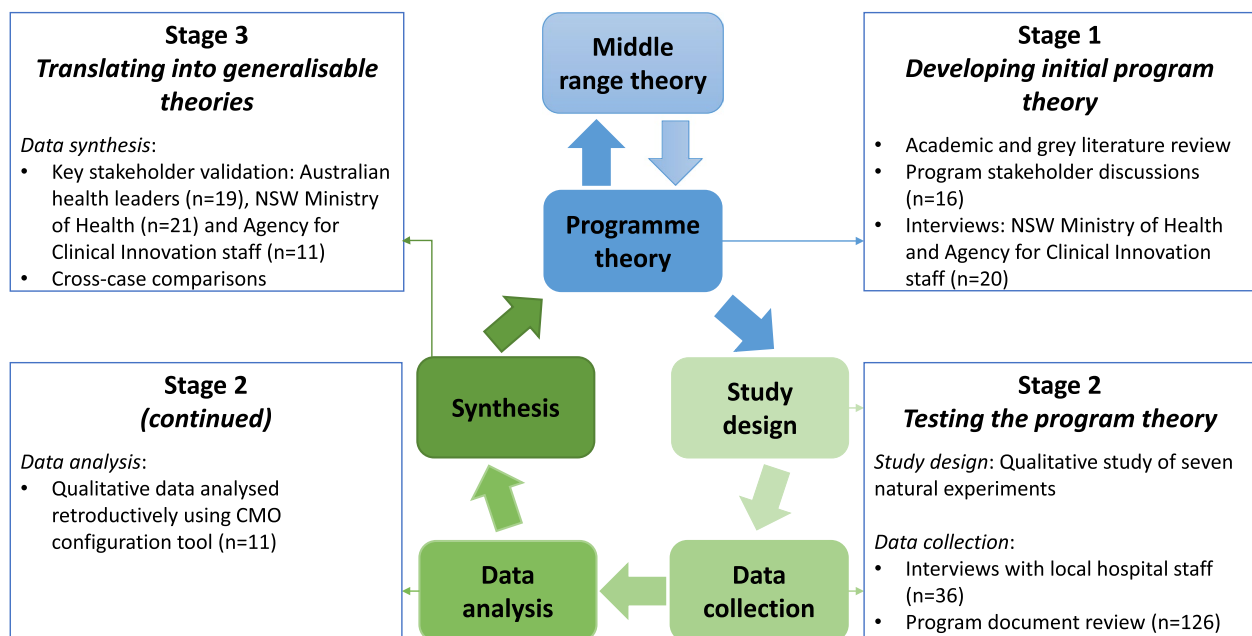 Stage 3
Translating into generalisable
theories
Data synthesis:
• Key stakeholder validation: Australian
health leaders (n=19), NSW Ministry
of Health (n=21) and Agency for
Clinical Innovation staff (n=11)
• Cross-case comparisons
Middle
range theory
Programme
theory
Stage 1
Developing initial program
theory
• Academic and grey literature review
• Program stakeholder discussions
(n=16)
• Interviews: NSW Ministry of Health
and Agency for Clinical Innovation
staff (n=20)
Stage 2
(continued)
Data analysis:
• Qualitative data analysed
retroductively using CMO
configuration tool (n=11)
Synthesis
Study
design
Data
analysis
Data
collection
Stage 2
Testing the program theory
Study design: Qualitative study of seven
natural experiments
Data collection:
• Interviews with local hospital staff
(n=36)
• Program document review (n=126)